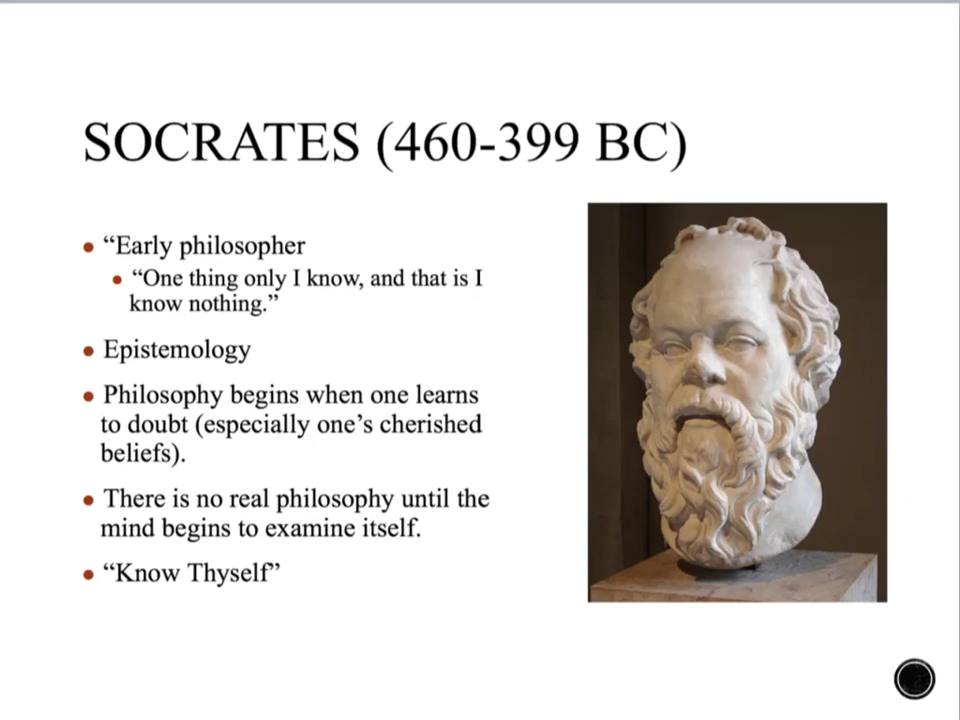 SOCRATES (460-399 BC)
• “Early philosopher
• “One thing only I know, and that is I
know nothing.”
• Epistemology
• Philosophy begins when one learns
to doubt (especially one’s cherished
beliefs).
• There is no real philosophy until the
mind begins to examine itself.
• “Know Thyself”